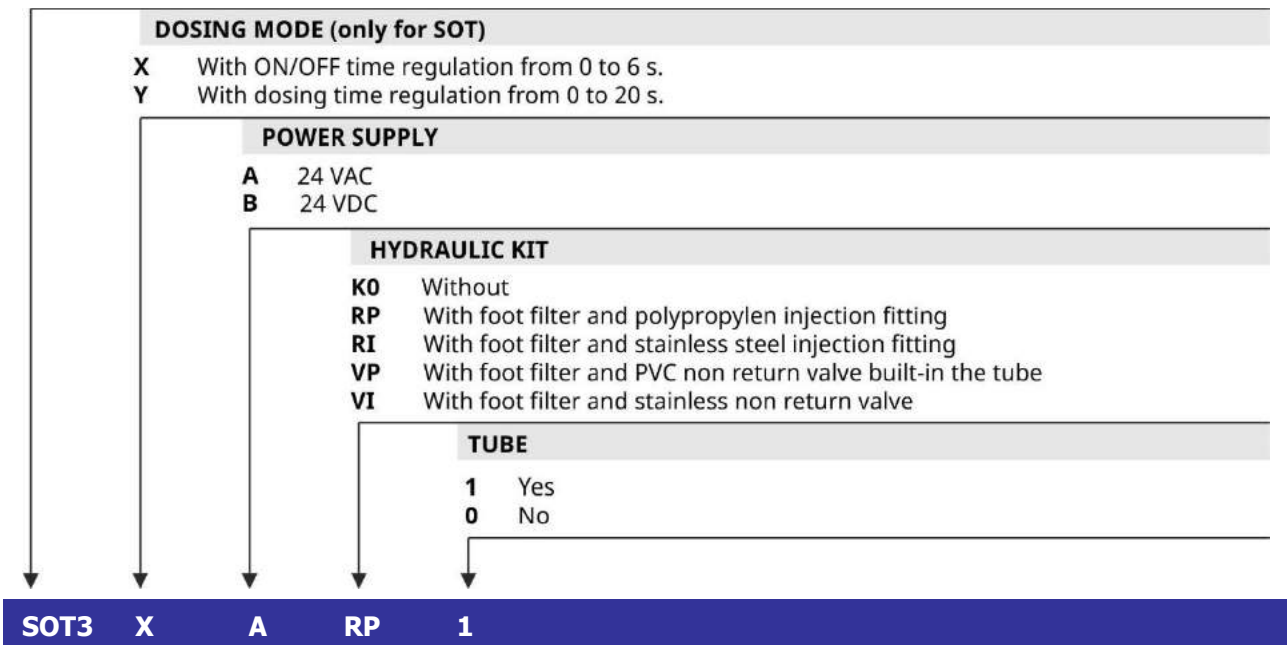 DOSING MODE (only for SOT)
X With ON/OFF time regulation from 0 to 6 s.
Y With dosing time regulation from 0 to 20 s.
POWER SUPPLY
A 24 VAC
B 24 VDC
HYDRAULIC KIT
K0 Without
RP With foot filter and polypropylen injection fitting
RI With foot filter and stainless steel injection fitting
VP With foot filter and PVC non return valve built-in the tube
VI With foot filter and stainless non return valve
TUBE
1 Yes
0 No
SOT3 X A RP 1